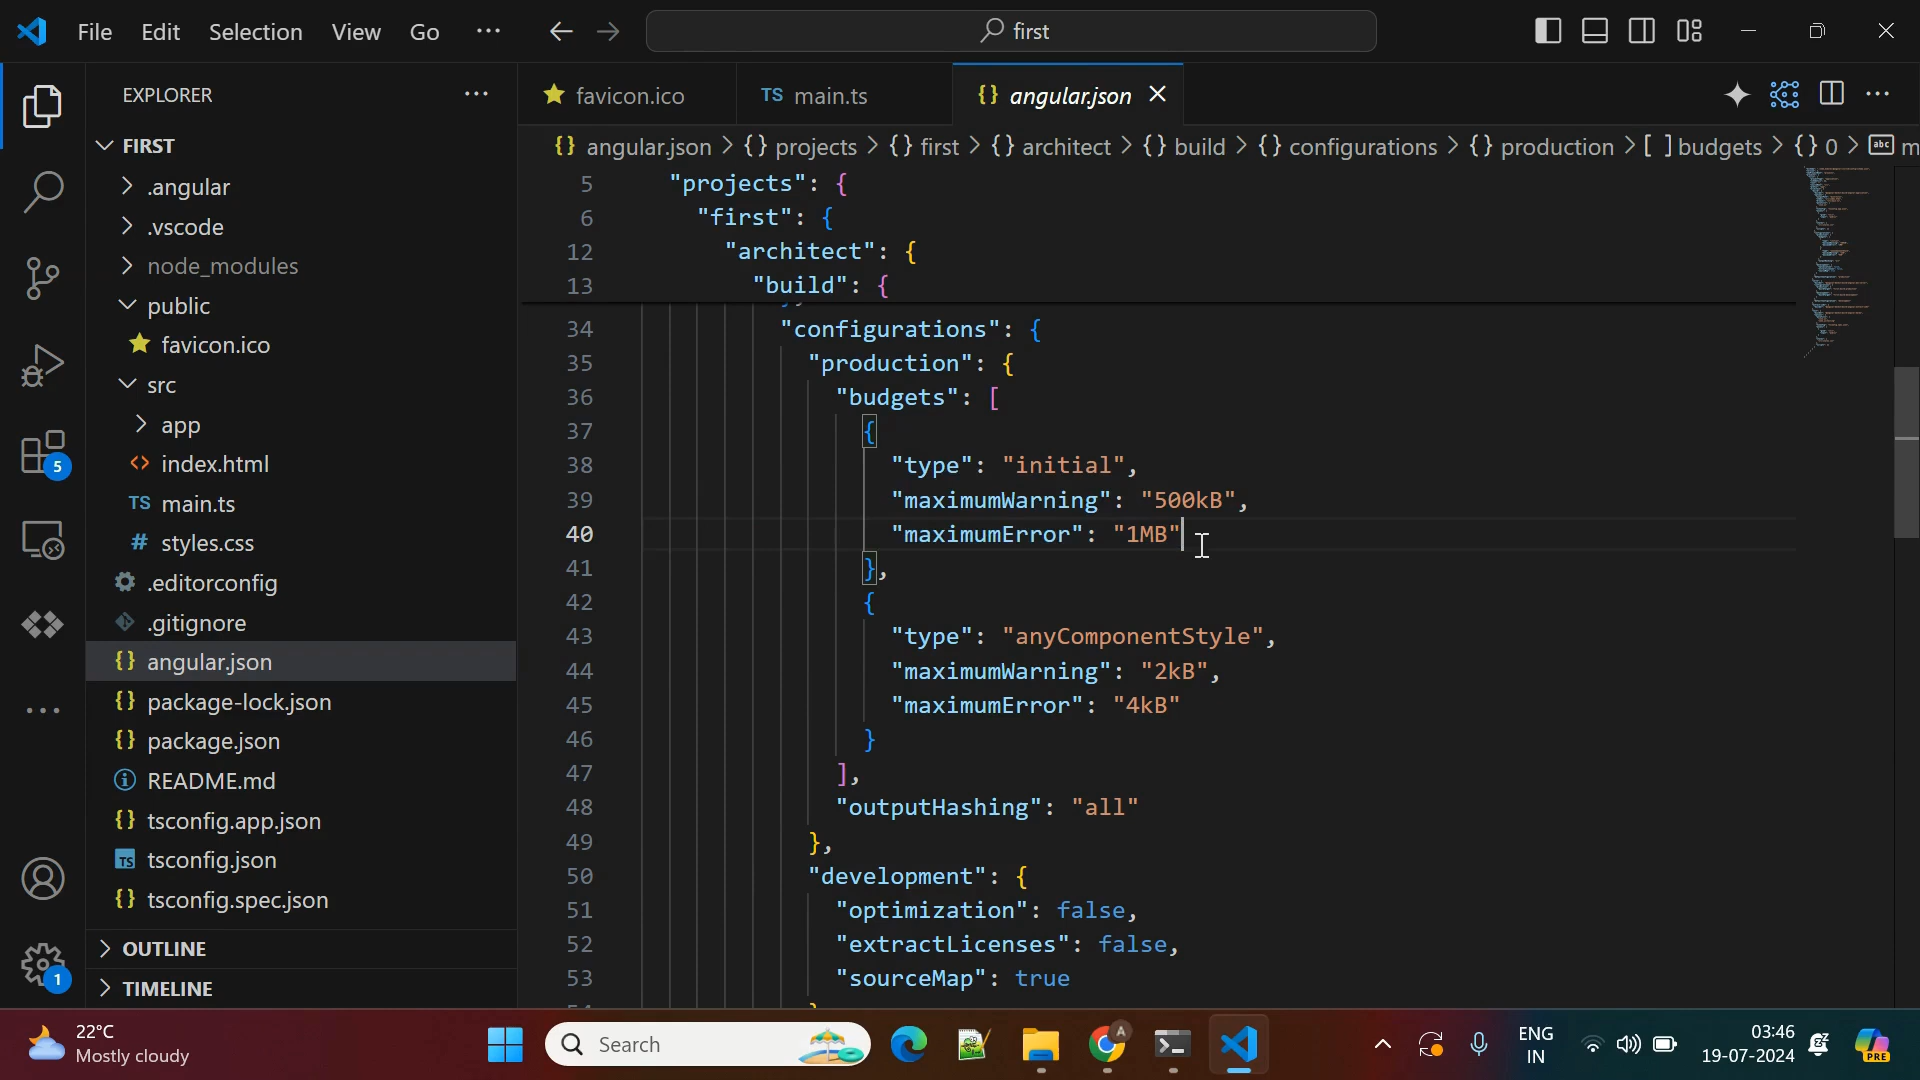 File Edit Selection View Go ··· first
EXPLORER ···
FIRST
.angular
.vscode
node_modules
public
favicon.ico
src
app
index.html
TS main.ts
# styles.css
.editorconfig
.gitignore
{} angular.json
{} package-lock.json
{} package.json
README.md
{} tsconfig.app.json
TS tsconfig.json
{} tsconfig.spec.json
OUTLINE
TIMELINE
5
1
favicon.ico TS main.ts {} angular.json
{} angular.json > {} projects > {} first > {} architect > {} build > {} configurations > {} production > [ ] budgets > {} 0 > abc m
5 "projects": {
6 "first": {
12 "architect": {
13 "build": {
34 "configurations": {
35 "production": {
36 "budgets": [
37 {
38 "type": "initial",
39 "maximumWarning": "500kB",
40 "maximumError": "1MB"
41 },
42 {
43 "type": "anyComponentStyle",
44 "maximumWarning": "2kB",
45 "maximumError": "4kB"
46 }
47 ],
48 "outputHashing": "all"
49 },
50 "development": {
51 "optimization": false,
52 "extractLicenses": false,
53 "sourceMap": true
22°C
Mostly cloudy
Search
A
ENG
IN
03:46
19-07-2024
PRE